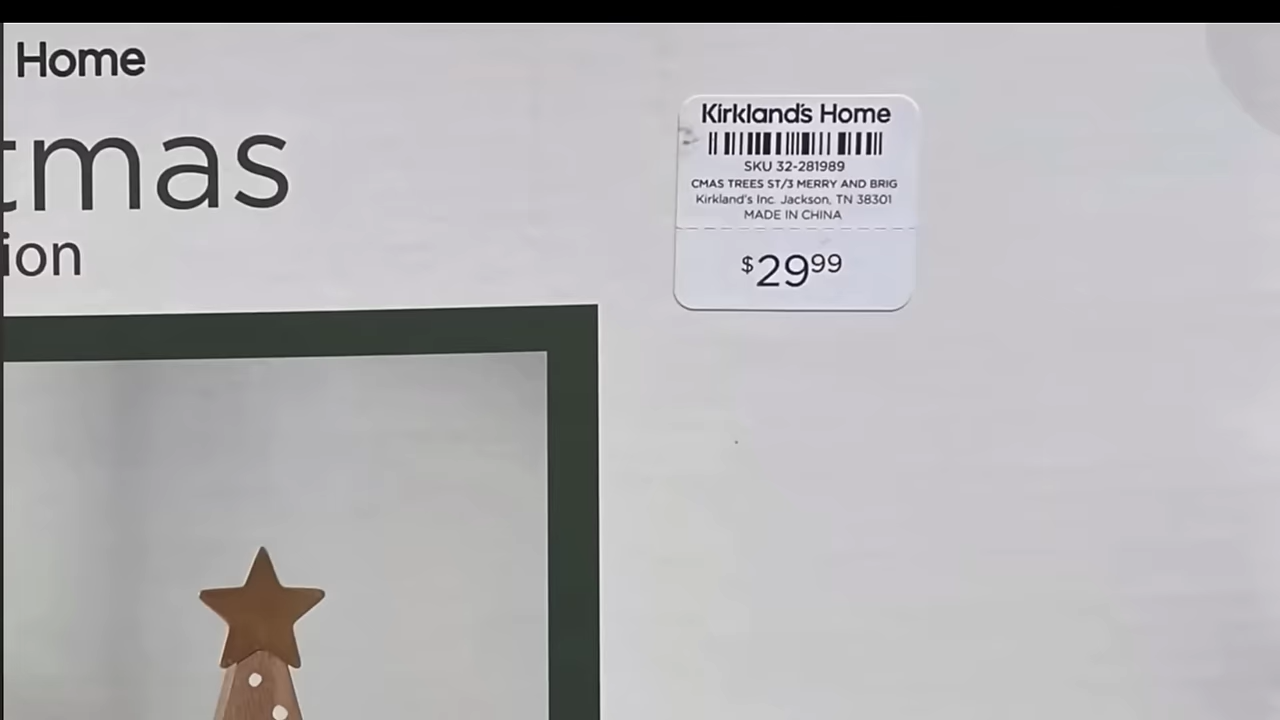 Home
tmas
ion
Kirkland's Home
SKU 32-281989
CMAS TREES ST/3 MERRY AND BRIG
Kirkland's Inc. Jackson, TN 38301
MADE IN CHINA
$29.99